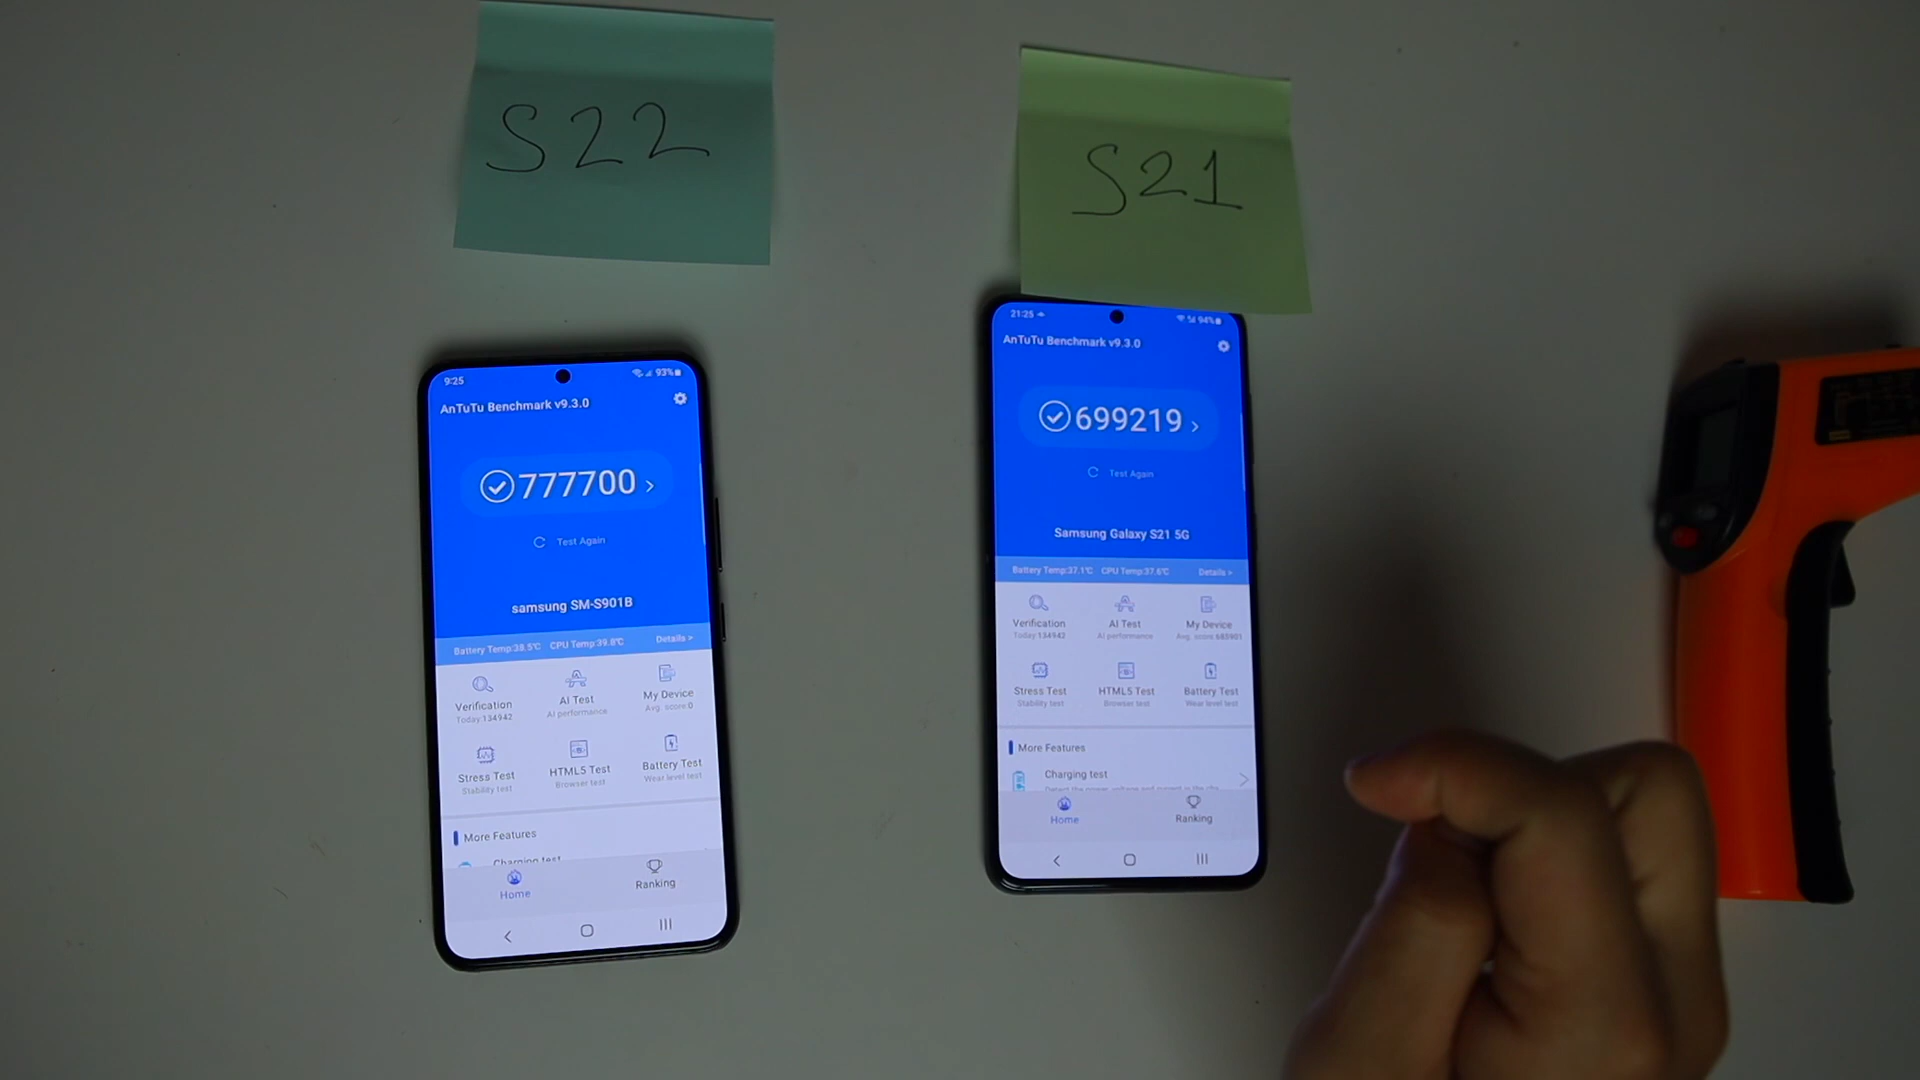 S22
9:25
93%
AnTuTu Benchmark v9.3.0
777700 >
Test Again
samsung SM-S901B
Battery Temp:38.5℃ CPU Temp:39.8℃ Details >
Verification AI Test My Device
Today:134942 AI performance Avg. score:0
Stress Test HTML5 Test Battery Test
Stability test Browser test Wear level test
More Features
Charging test
Home Ranking
S21
21:25
94%
AnTuTu Benchmark v9.3.0
699219 >
Test Again
Samsung Galaxy S21 5G
Battery Temp:37.1℃ CPU Temp:37.6℃ Details >
Verification AI Test My Device
Today:134942 AI performance Avg. score:685901
Stress Test HTML5 Test Battery Test
Stability test Browser test Wear level test
More Features
Charging test
Home Ranking